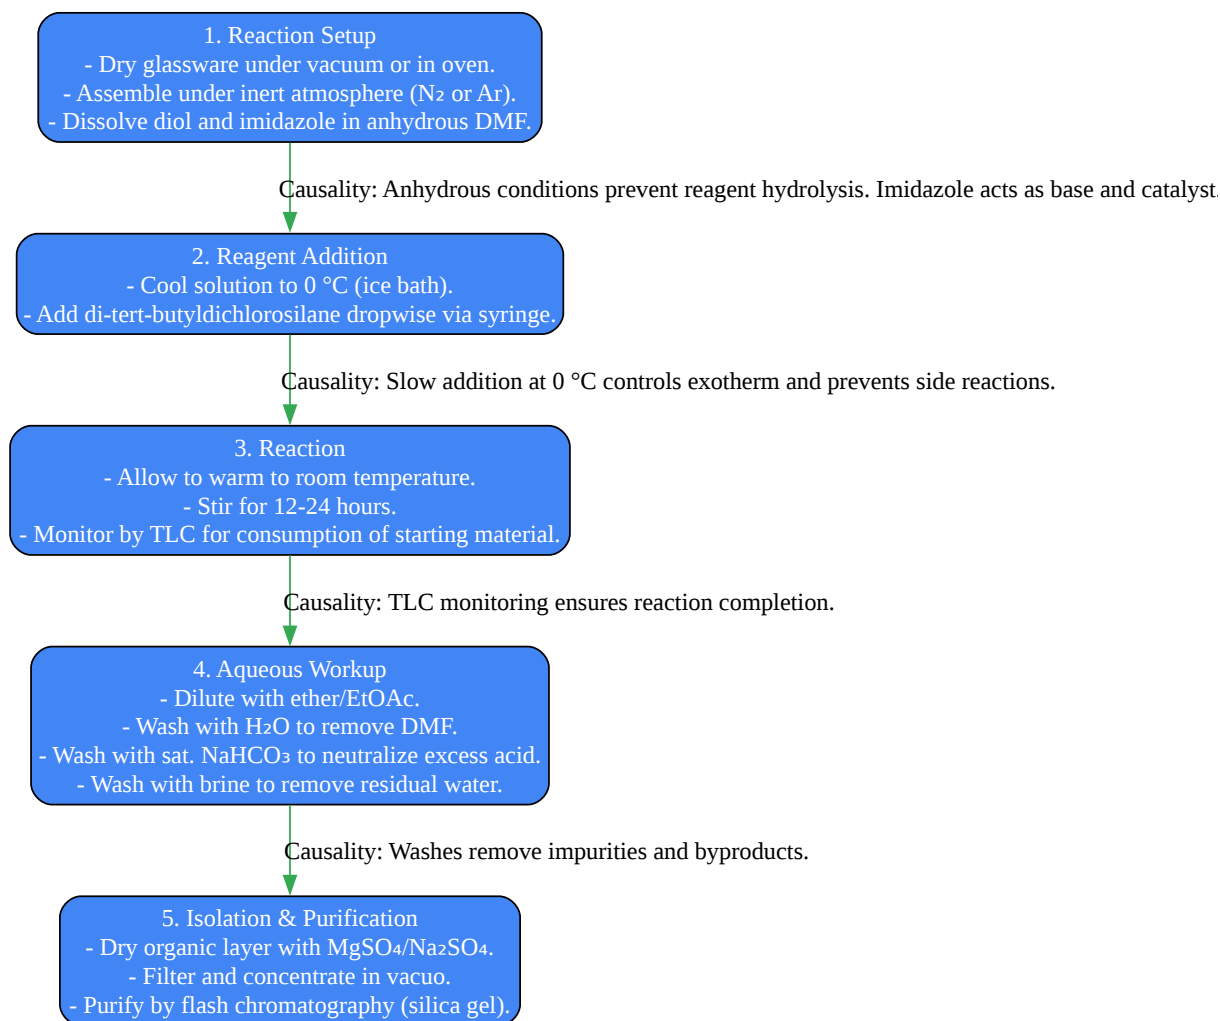 1. Reaction Setup
- Dry glassware under vacuum or in oven.
- Assemble under inert atmosphere (N₂ or Ar).
- Dissolve diol and imidazole in anhydrous DMF.
Causality: Anhydrous conditions prevent reagent hydrolysis. Imidazole acts as base and catalyst.
2. Reagent Addition
- Cool solution to 0 °C (ice bath).
- Add di-tert-butyldichlorosilane dropwise via syringe.
Causality: Slow addition at 0 °C controls exotherm and prevents side reactions.
3. Reaction
- Allow to warm to room temperature.
- Stir for 12-24 hours.
- Monitor by TLC for consumption of starting material.
Causality: TLC monitoring ensures reaction completion.
4. Aqueous Workup
- Dilute with ether/EtOAc.
- Wash with H₂O to remove DMF.
- Wash with sat. NaHCO₃ to neutralize excess acid.
- Wash with brine to remove residual water.
Causality: Washes remove impurities and byproducts.
5. Isolation & Purification
- Dry organic layer with MgSO₄/Na₂SO₄.
- Filter and concentrate in vacuo.
- Purify by flash chromatography (silica gel).